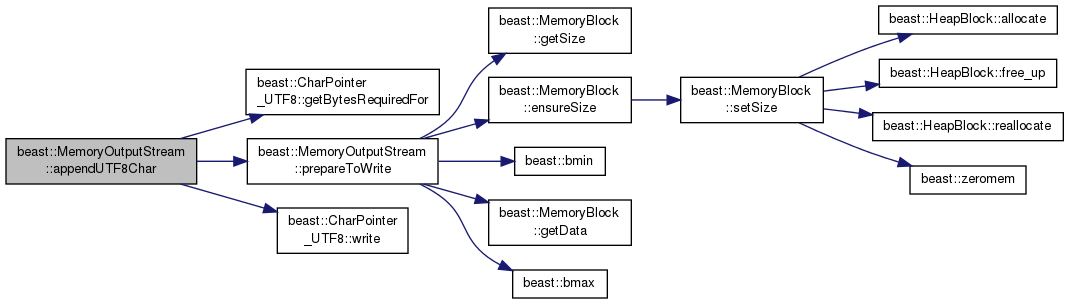 beast::MemoryOutputStream
::appendUTF8Char
beast::CharPointer
_UTF8::getBytesRequiredFor
beast::MemoryOutputStream
::prepareToWrite
beast::CharPointer
_UTF8::write
beast::MemoryBlock
::getSize
beast::MemoryBlock
::ensureSize
beast::bmin
beast::MemoryBlock
::getData
beast::bmax
beast::MemoryBlock
::setSize
beast::HeapBlock::allocate
beast::HeapBlock::free_up
beast::HeapBlock::reallocate
beast::zeromem